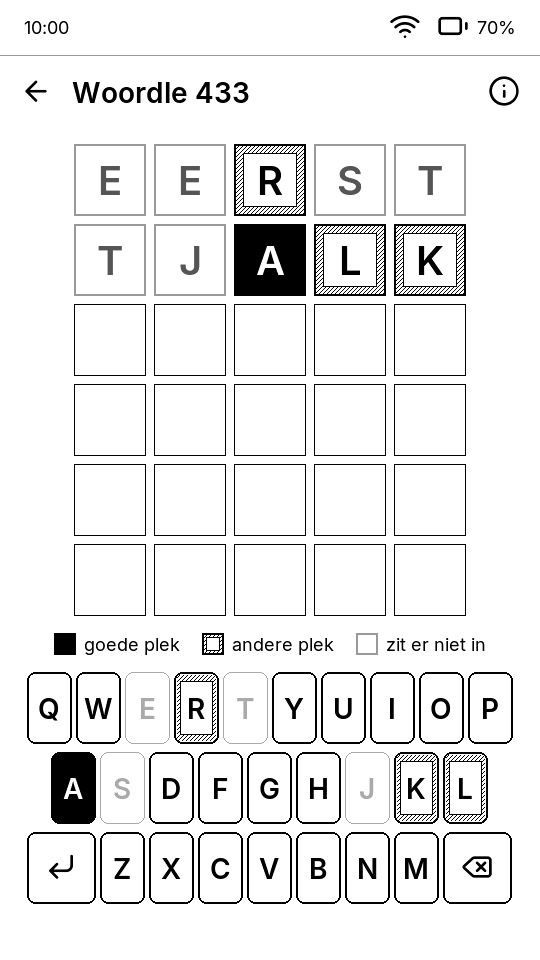 10:00 70%
Woordle 433
E E R S T
T J A L K
goede plek andere plek zit er niet in
Q W E R T Y U I O P
A S D F G H J K L
Z X C V B N M